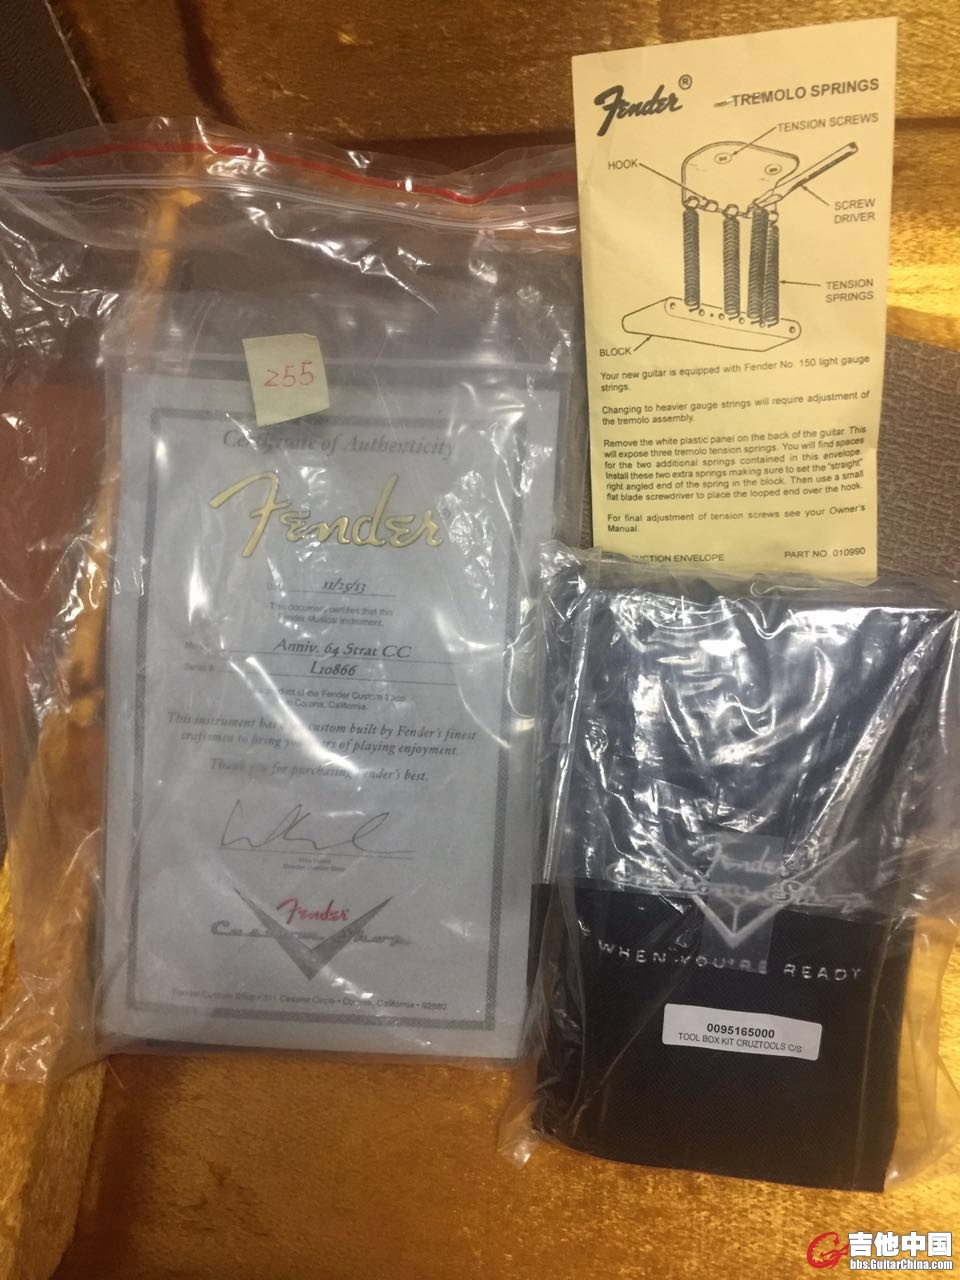 Fender®
TREMOLO SPRINGS
TENSION SCREWS
HOOK
SCREW
DRIVER
TENSION
SPRINGS
BLOCK
Your new guitar is equipped with Fender No. 150 light gauge
strings.
Changing to heavier gauge strings will require adjustment of
the tremolo assembly.
Remove the white plastic panel on the back of the guitar. This
will expose three tremolo tension springs. You will find spaces
for the two additional springs contained in this envelope.
Install these two extra springs making sure to set the "straight"
right angled end of the spring in the block. Then use a small
flat blade screwdriver to place the looped end over the hook.
For final adjustment of tension screws see your Owner's
Manual.
ENVELOPE
PART NO. 010990
255
Certificate of Authenticity
Fender®
11/25/13
This document certifies that this
Fender Musical Instrument,
Anniv. 64 Strat CC
Serial #
L10866
product of the Fender Custom Shop
Corona, California.
This instrument has custom built by Fender's finest
craftsmen to bring you years of playing enjoyment.
Thank you for purchasing Fender's best.
Fender
Custom Shop
Fender Custom Shop • 311 Cessna Circle • Corona, California • 92880
Fender
Custom Shop
"WHEN YOU'RE READY
0095165000
TOOL BOX KIT CRUZTOOLS C/S
吉他中国
bbs.GuitarChina.com